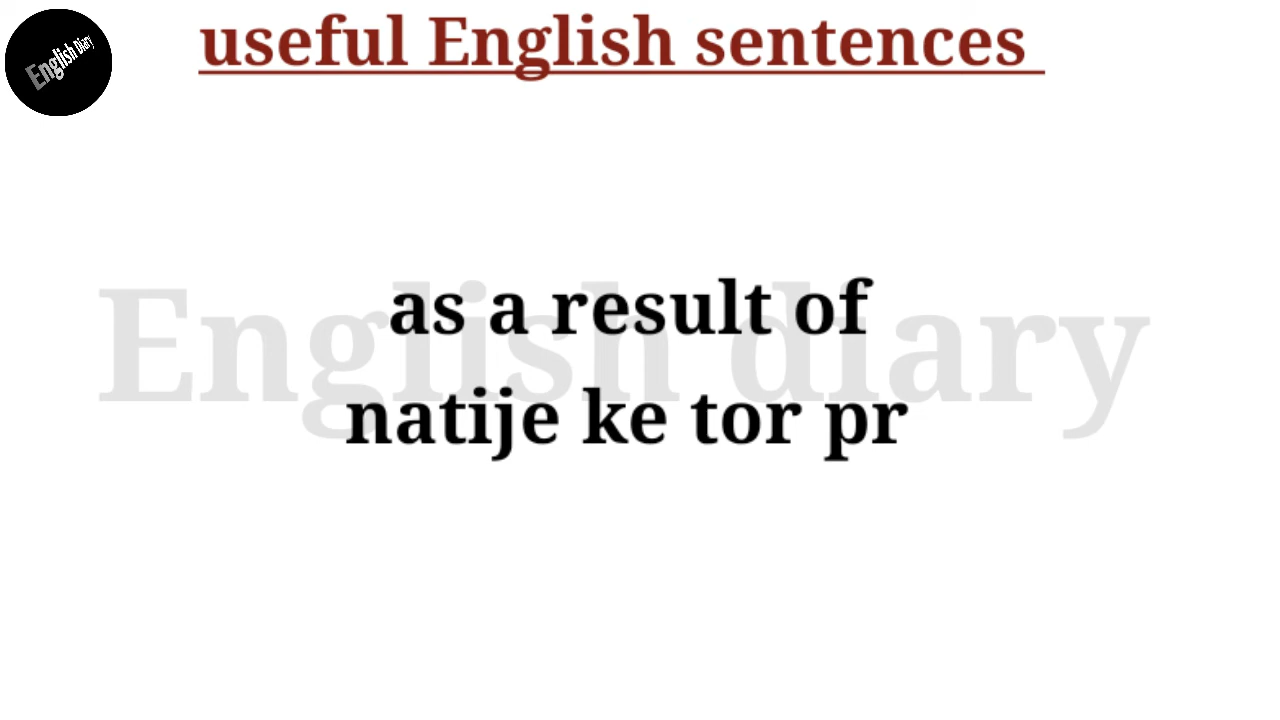 English Diary
useful English sentences
English diary
as a result of
natije ke tor pr